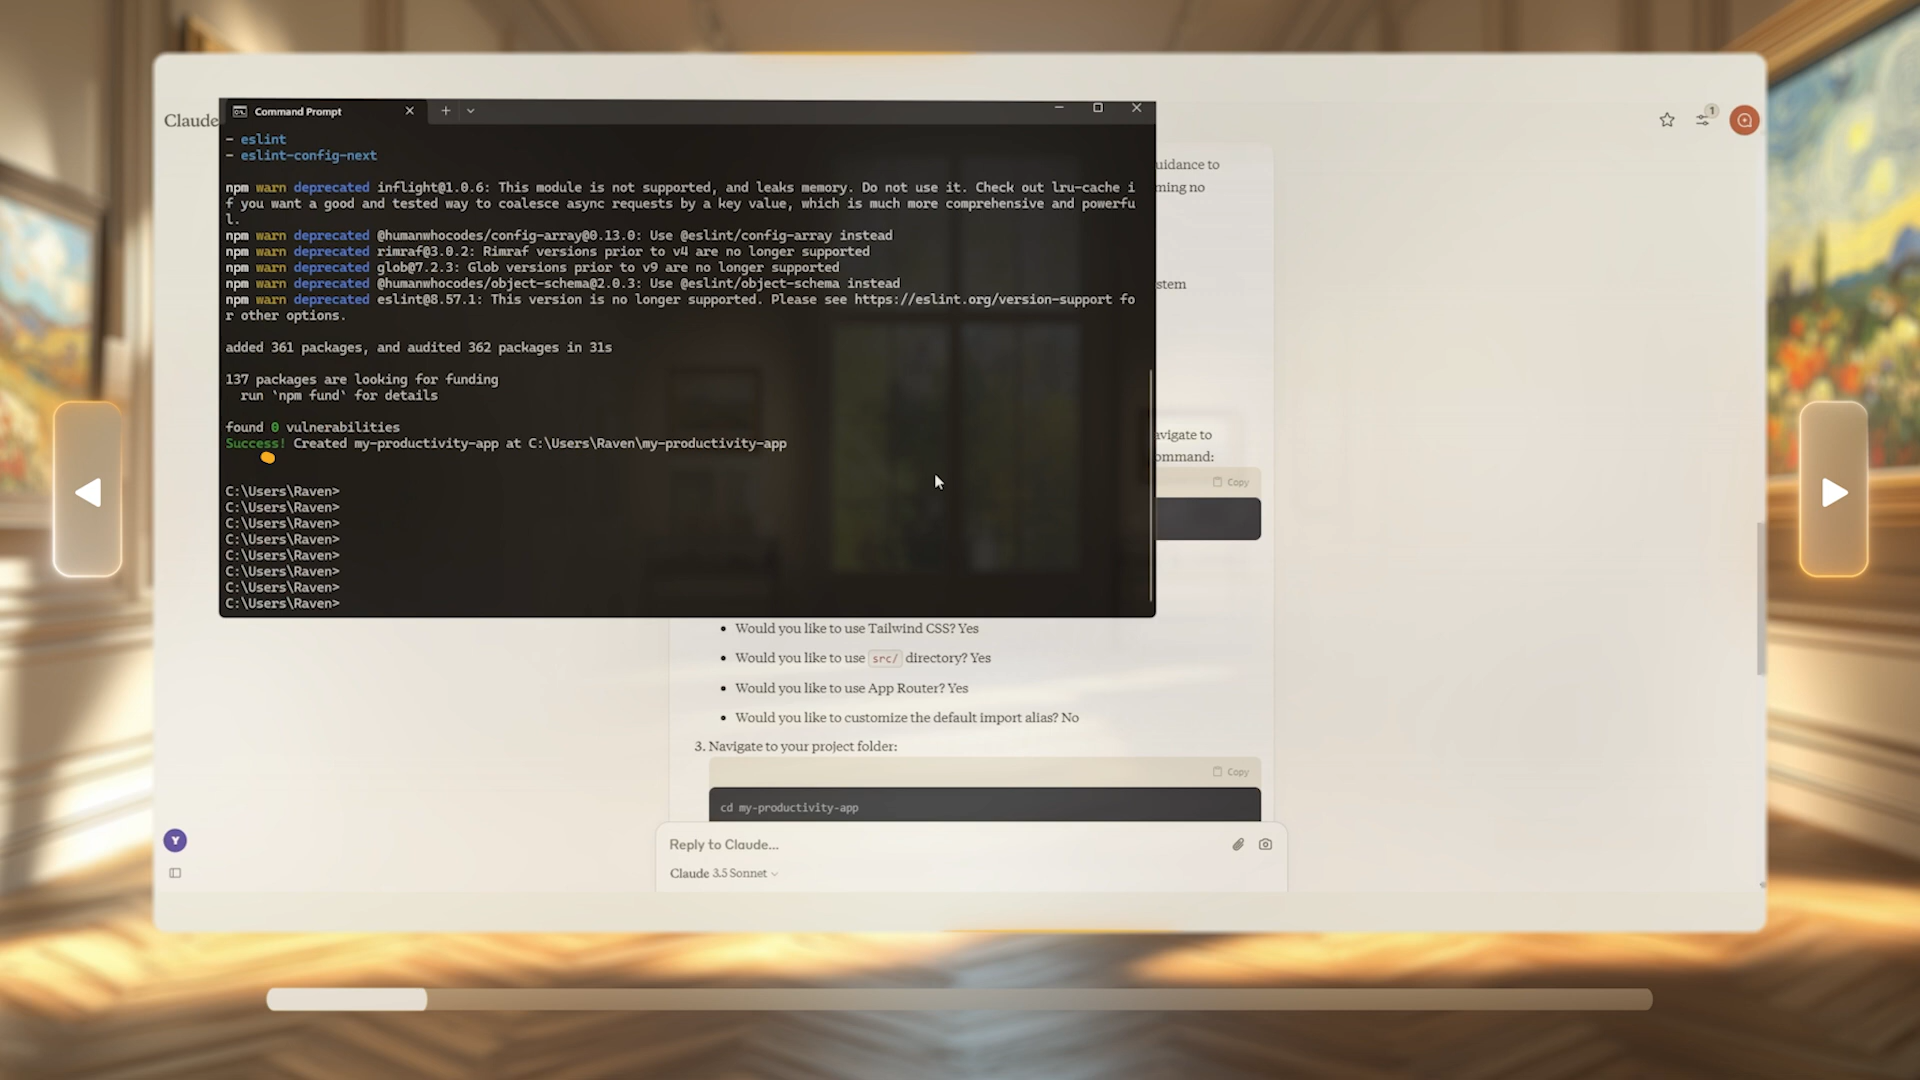 Claude
Command Prompt
1
- eslint
- eslint-config-next
npm warn deprecated inflight@1.0.6: This module is not supported, and leaks memory. Do not use it. Check out lru-cache i
f you want a good and tested way to coalesce async requests by a key value, which is much more comprehensive and powerfu
l.
npm warn deprecated @humanwhocodes/config-array@0.13.0: Use @eslint/config-array instead
npm warn deprecated rimraf@3.0.2: Rimraf versions prior to v4 are no longer supported
npm warn deprecated glob@7.2.3: Glob versions prior to v9 are no longer supported
npm warn deprecated @humanwhocodes/object-schema@2.0.3: Use @eslint/object-schema instead
npm warn deprecated eslint@8.57.1: This version is no longer supported. Please see https://eslint.org/version-support fo
r other options.
added 361 packages, and audited 362 packages in 31s
137 packages are looking for funding
run `npm fund` for details
found 0 vulnerabilities
Success! Created my-productivity-app at C:\Users\Raven\my-productivity-app
C:\Users\Raven>
C:\Users\Raven>
C:\Users\Raven>
C:\Users\Raven>
C:\Users\Raven>
C:\Users\Raven>
C:\Users\Raven>
C:\Users\Raven>
uidance to
ming no
stem
avigate to
ommand:
Copy
• Would you like to use Tailwind CSS? Yes
• Would you like to use src/ directory? Yes
• Would you like to use App Router? Yes
• Would you like to customize the default import alias? No
3. Navigate to your project folder:
Copy
cd my-productivity-app
Y
Reply to Claude...
Claude 3.5 Sonnet